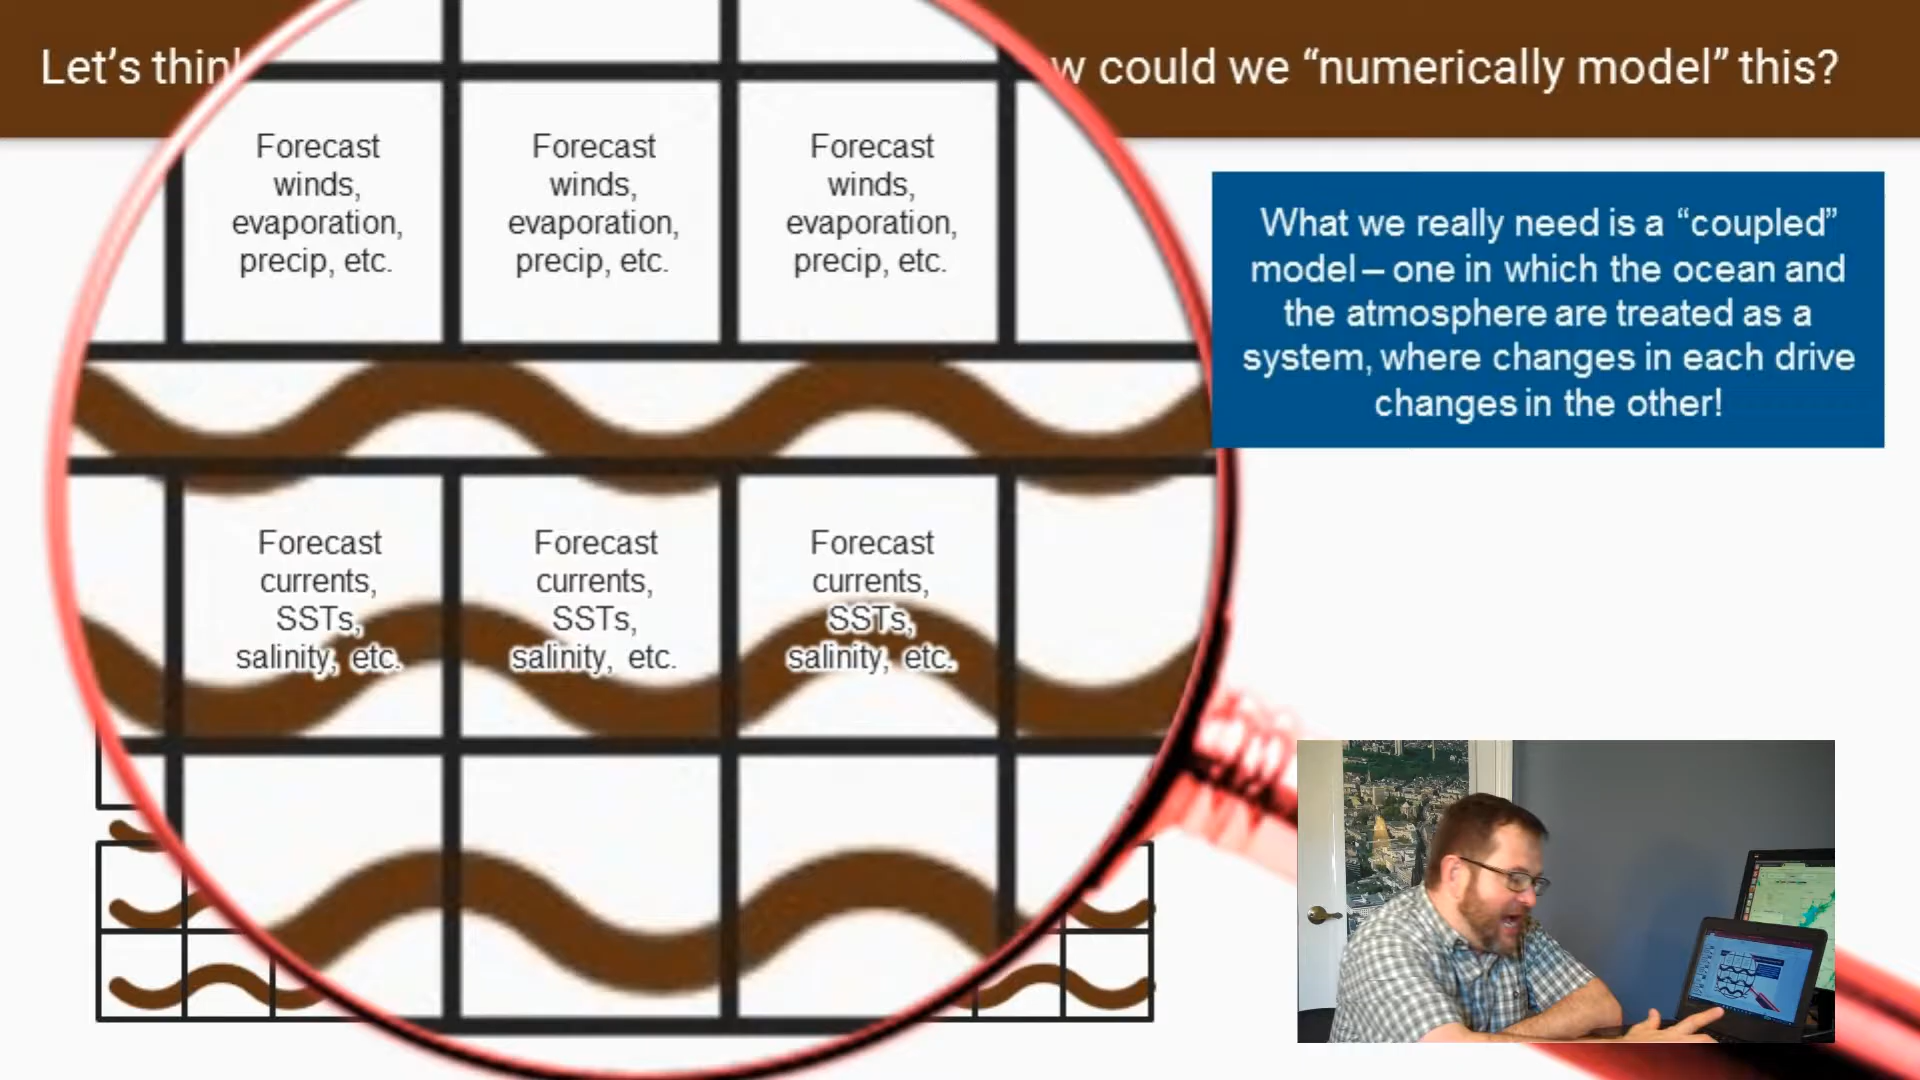 Let's thin
w could we “numerically model” this?
Forecast
winds,
evaporation,
precip, etc.
Forecast
winds,
evaporation,
precip, etc.
Forecast
winds,
evaporation,
precip, etc.
What we really need is a “coupled”
model – one in which the ocean and
the atmosphere are treated as a
system, where changes in each drive
changes in the other!
Forecast
currents,
SSTs,
salinity, etc.
Forecast
currents,
SSTs,
salinity, etc.
Forecast
currents,
SSTs,
salinity, etc.